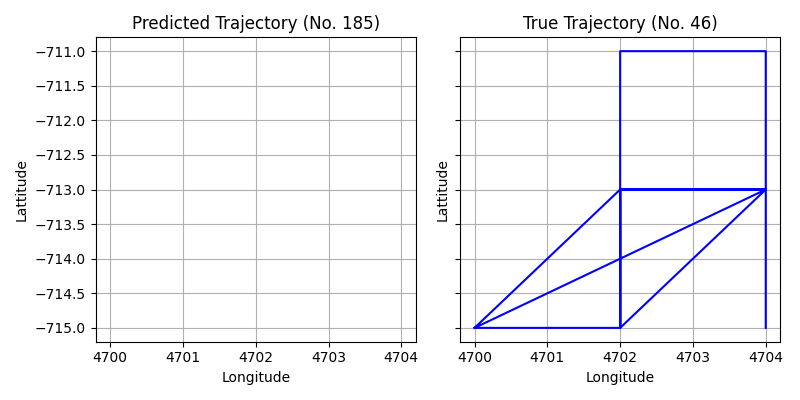 Predicted Trajectory (No. 185)
True Trajectory (No. 46)
−711.0
−711.5
−712.0
−712.5
−713.0
−713.5
−714.0
−714.5
−715.0
Lattitude
Lattitude
4700 4701 4702 4703 4704
4700 4701 4702 4703 4704
Longitude
Longitude